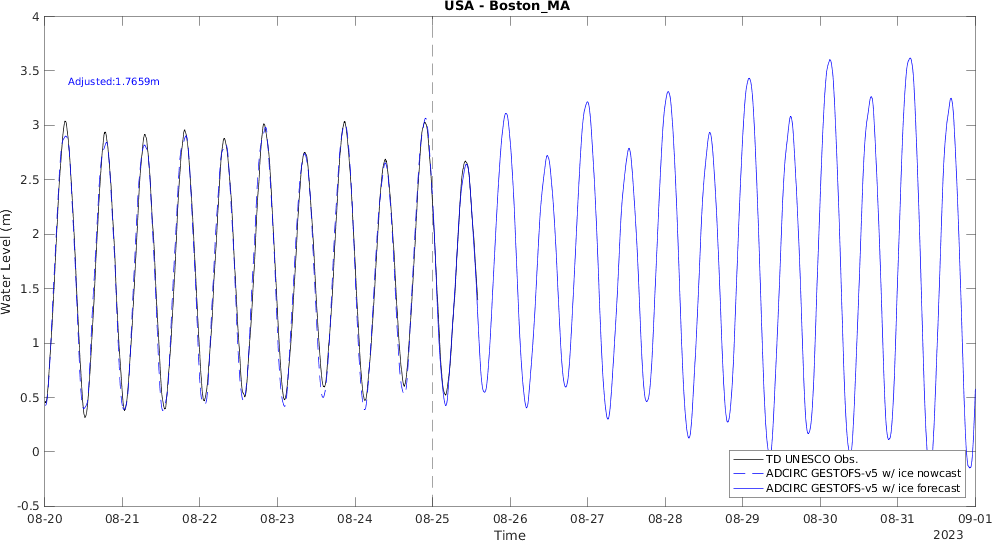 USA - Boston_MA
4
3.5
3
2.5
2
1.5
1
0.5
0
-0.5
Water Level (m)
Adjusted:1.7659m
TD UNESCO Obs.
ADCIRC GESTOFS-v5 w/ ice nowcast
ADCIRC GESTOFS-v5 w/ ice forecast
08-20 08-21 08-22 08-23 08-24 08-25 08-26 08-27 08-28 08-29 08-30 08-31 09-01
Time
2023